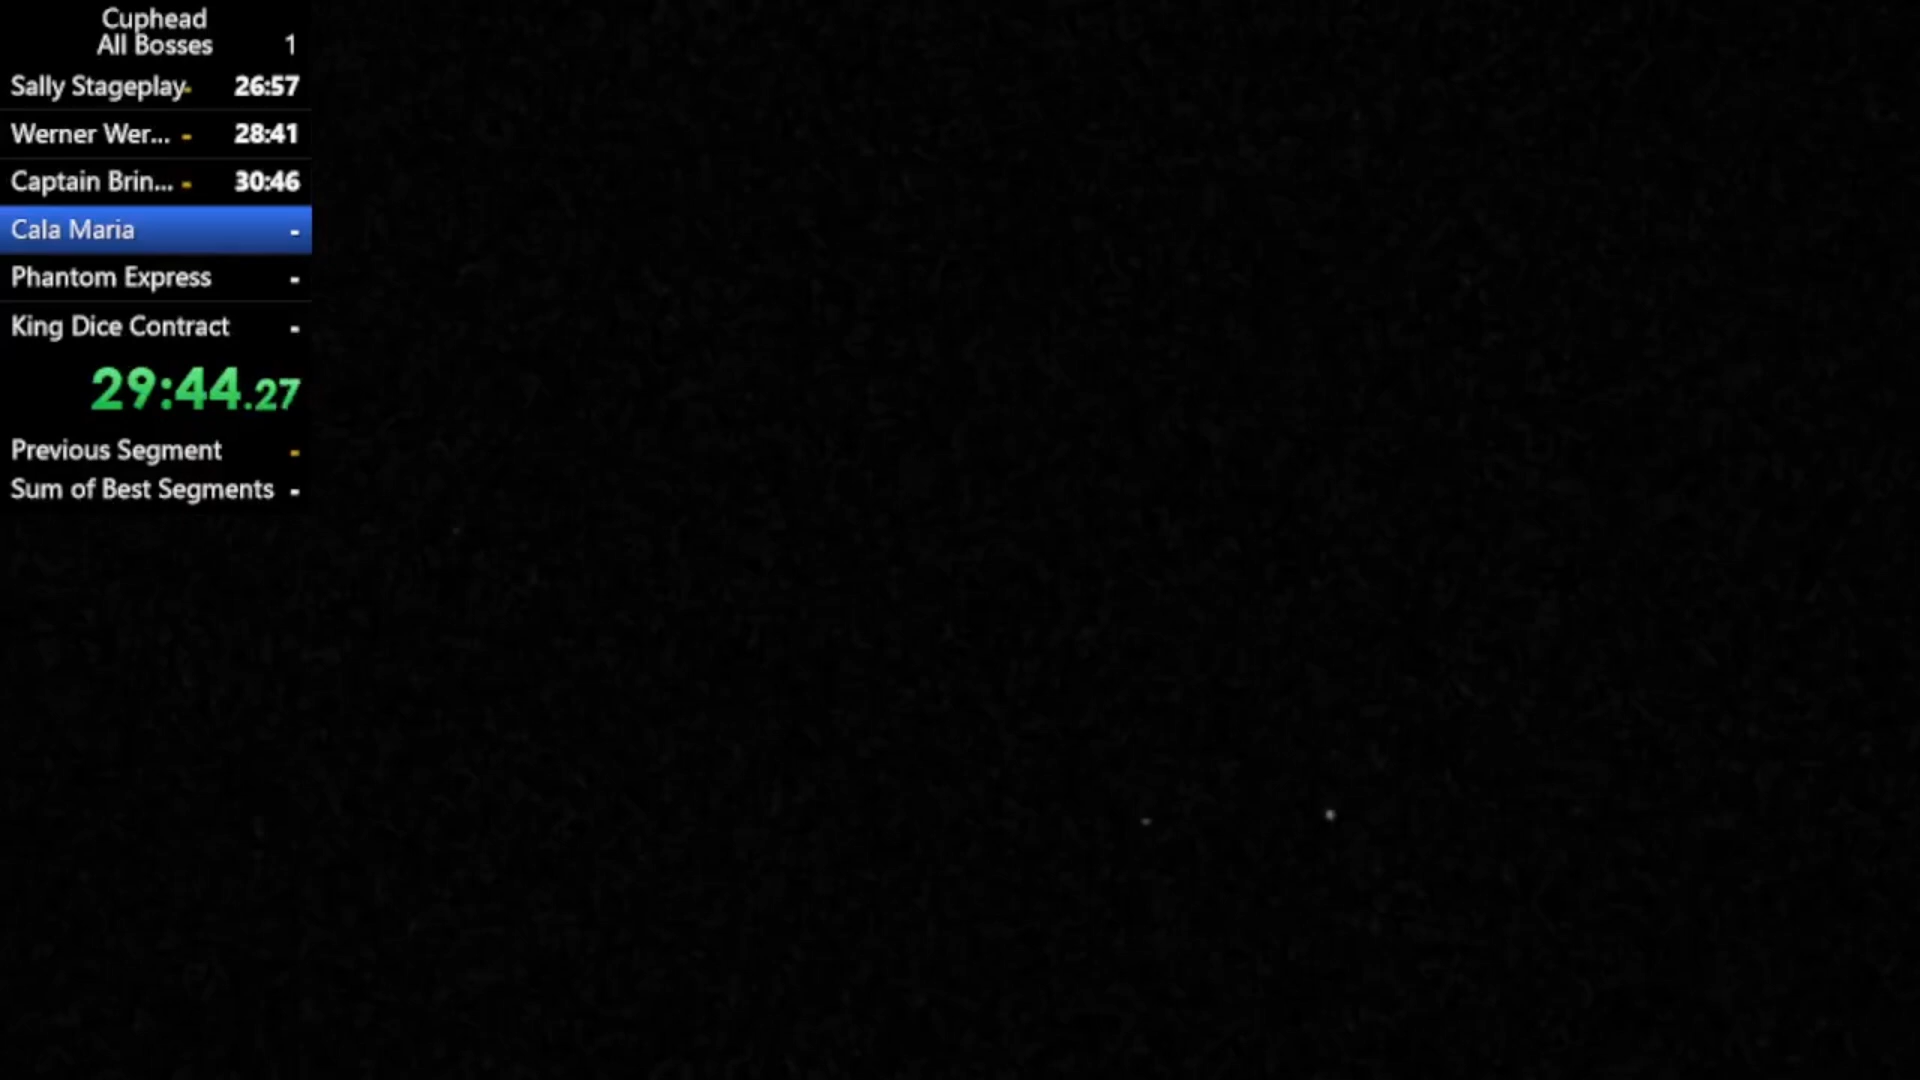 Cuphead
All Bosses 1
Sally Stageplay - 26:57
Werner Wer... - 28:41
Captain Brin... - 30:46
Cala Maria -
Phantom Express -
King Dice Contract -
29:44.27
Previous Segment -
Sum of Best Segments -